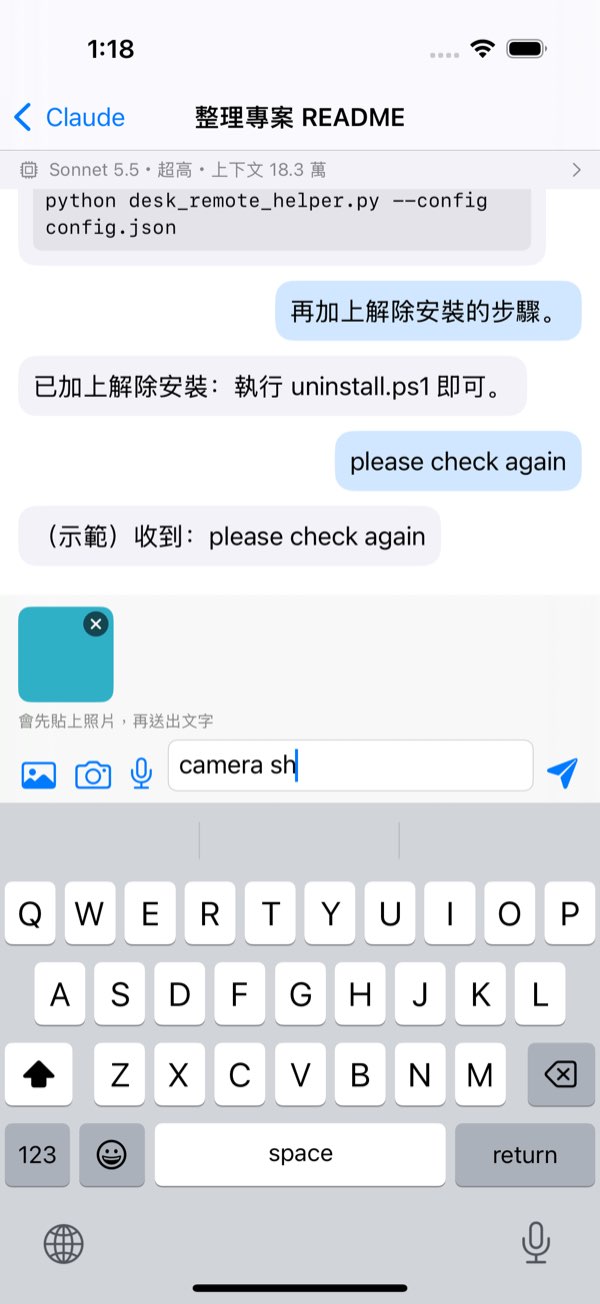 1:18
Claude
整理專案 README
Sonnet 5.5・超高・上下文 18.3 萬
python desk_remote_helper.py --config
config.json
再加上解除安裝的步驟。
已加上解除安裝：執行 uninstall.ps1 即可。
please check again
（示範）收到：please check again
會先貼上照片，再送出文字
camera sh
Q W E R T Y U I O P
A S D F G H J K L
Z X C V B N M
123 space return